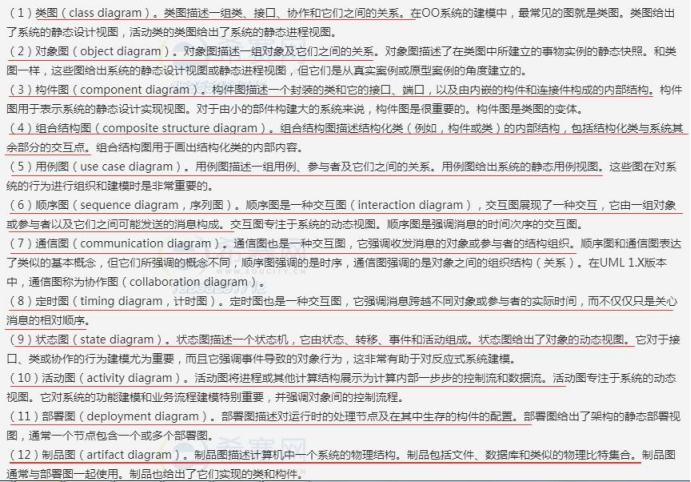 （1）类图（class diagram）。类图描述一组类、接口、协作和它们之间的关系。在OO系统的建模中，最常见的图就是类图。类图给出
了系统的静态设计视图，活动类的类图给出了系统的静态进程视图。
（2）对象图（object diagram）。对象图描述一组对象及它们之间的关系。对象图描述了在类图中所建立的事物实例的静态快照。和类
图一样，这些图给出系统的静态设计视图或静态进程视图，但它们是从真实案例或原型案例的角度建立的。
（3）构件图（component diagram）。构件图描述一个封装的类和它的接口、端口，以及由内嵌的构件和连接件构成的内部结构。构件
图用于表示系统的静态设计实现视图。对于由小的部件构建大的系统来说，构件图是很重要的。构件图是类图的变体。
（4）组合结构图（composite structure diagram）。组合结构图描述结构化类（例如，构件或类）的内部结构，包括结构化类与系统其
余部分的交互点。组合结构图用于画出结构化类的内部内容。
（5）用例图（use case diagram）。用例图描述一组用例、参与者及它们之间的关系。用例图给出系统的静态用例视图。这些图在对系
统的行为进行组织和建模时是非常重要的。
（6）顺序图（sequence diagram，序列图）。顺序图是一种交互图（interaction diagram），交互图展现了一种交互，它由一组对象
或参与者以及它们之间可能发送的消息构成。交互图专注于系统的动态视图。顺序图是强调消息的时间次序的交互图。
（7）通信图（communication diagram）。通信图也是一种交互图，它强调收发消息的对象或参与者的结构组织。顺序图和通信图表达
了类似的基本概念，但它们所强调的概念不同，顺序图强调的是时序，通信图强调的是对象之间的组织结构（关系）。在UML 1.X版本
中，通信图称为协作图（collaboration diagram）。
（8）定时图（timing diagram，计时图）。定时图也是一种交互图，它强调消息跨越不同对象或参与者的实际时间，而不仅仅只是关心
消息的相对顺序。
（9）状态图（state diagram）。状态图描述一个状态机，它由状态、转移、事件和活动组成。状态图给出了对象的动态视图。它对于接
口、类或协作的行为建模尤为重要，而且它强调事件导致的对象行为，这非常有助于对反应式系统建模。
（10）活动图（activity diagram）。活动图将进程或其他计算结构展示为计算内部一步步的控制流和数据流。活动图专注于系统的动态
视图。它对系统的功能建模和业务流程建模特别重要，并强调对象间的控制流程。
（11）部署图（deployment diagram）。部署图描述对运行时的处理节点及在其中生存的构件的配置。部署图给出了架构的静态部署视
图，通常一个节点包含一个或多个部署图。
（12）制品图（artifact diagram）。制品图描述计算机中一个系统的物理结构。制品包括文件、数据库和类似的物理比特集合。制品图
通常与部署图一起使用。制品也给出了它们实现的类和构件。